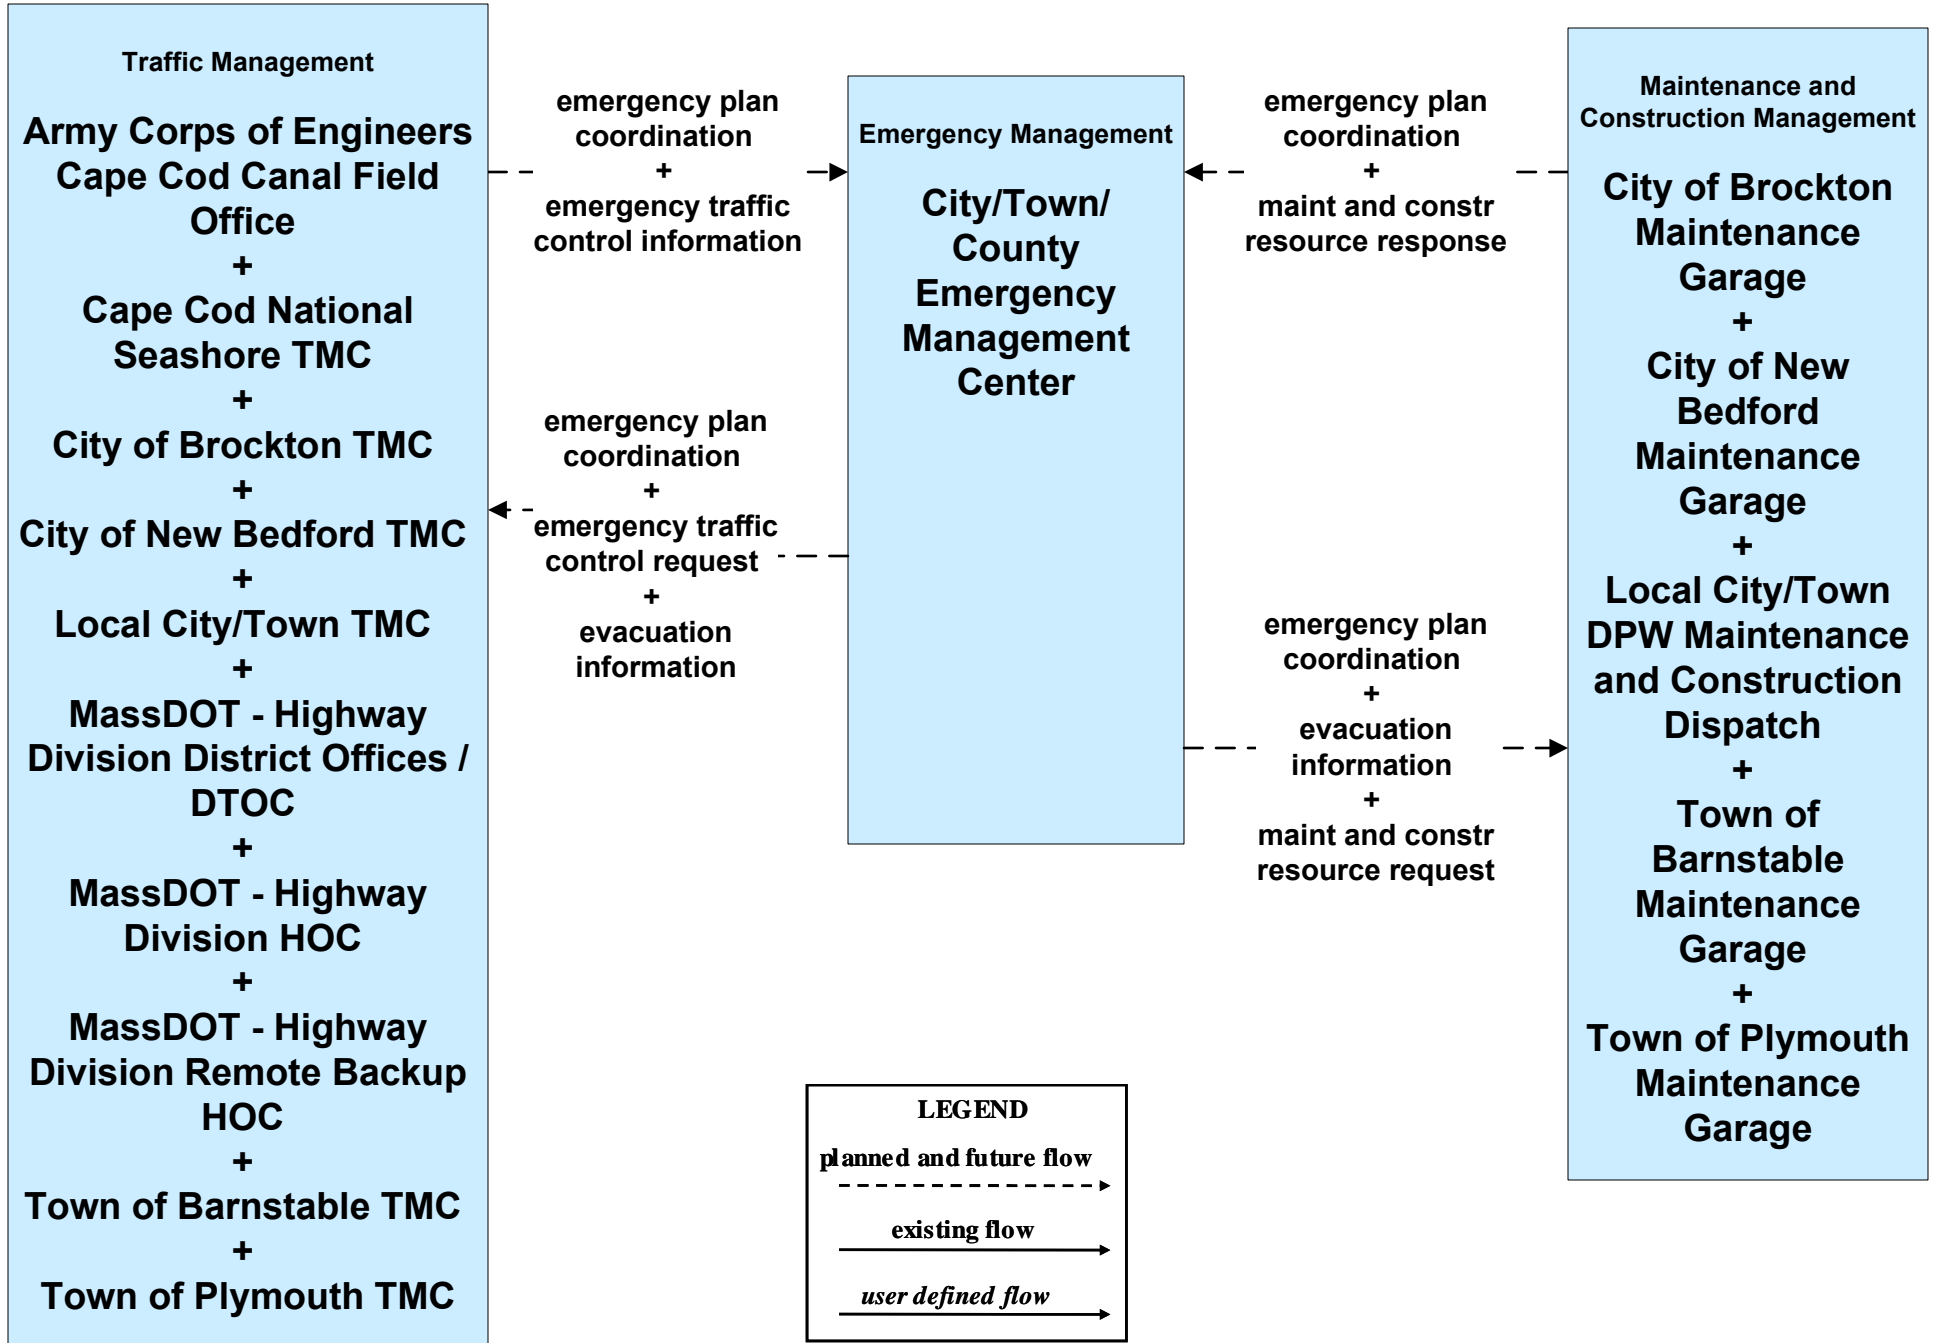 Traffic Management
Army Corps of Engineers
Cape Cod Canal Field
Office
+
Cape Cod National
Seashore TMC
+
City of Brockton TMC
+
City of New Bedford TMC
+
Local City/Town TMC
+
MassDOT - Highway
Division District Offices /
DTOC
+
MassDOT - Highway
Division HOC
+
MassDOT - Highway
Division Remote Backup
HOC
+
Town of Barnstable TMC
+
Town of Plymouth TMC
emergency plan
coordination
+
emergency traffic
control information
emergency plan
coordination
+
emergency traffic
control request
+
evacuation
information
Emergency Management
City/Town/
County
Emergency
Management
Center
emergency plan
coordination
+
maint and constr
resource response
emergency plan
coordination
+
evacuation
information
+
maint and constr
resource request
Maintenance and
Construction Management
City of Brockton
Maintenance
Garage
+
City of New
Bedford
Maintenance
Garage
+
Local City/Town
DPW Maintenance
and Construction
Dispatch
+
Town of
Barnstable
Maintenance
Garage
+
Town of Plymouth
Maintenance
Garage
LEGEND
planned and future flow
existing flow
user defined flow